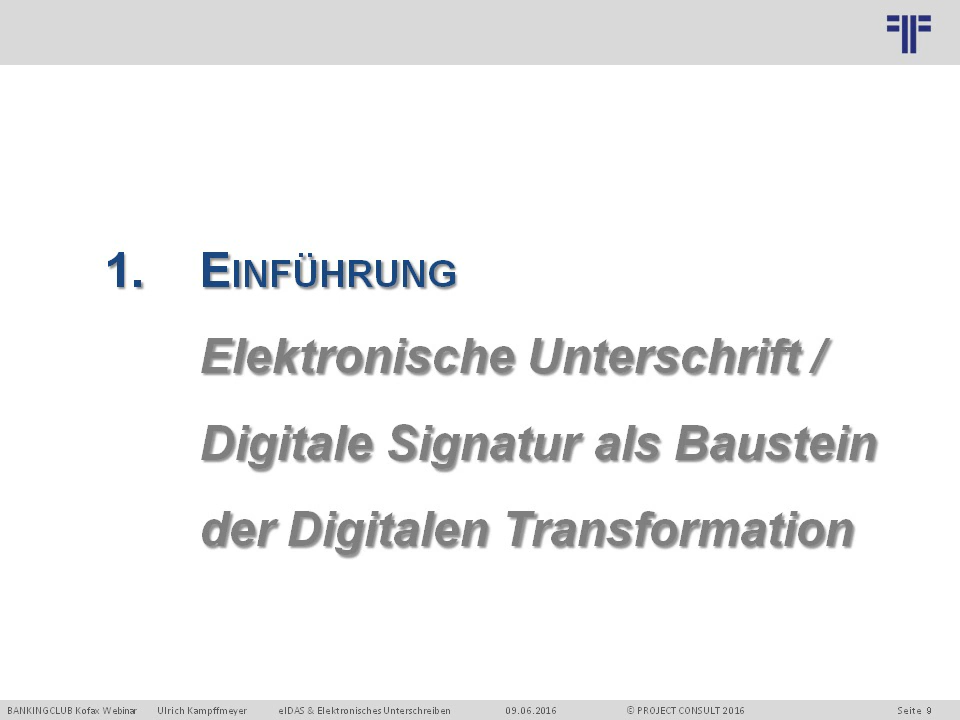 1. EINFÜHRUNG
Elektronische Unterschrift /
Digitale Signatur als Baustein
der Digitalen Transformation
BANKINGCLUB Kofax Webinar Ulrich Kampffmeyer eIDAS & Elektronisches Unterschreiben 09.06.2016 © PROJECT CONSULT 2016 Seite 9